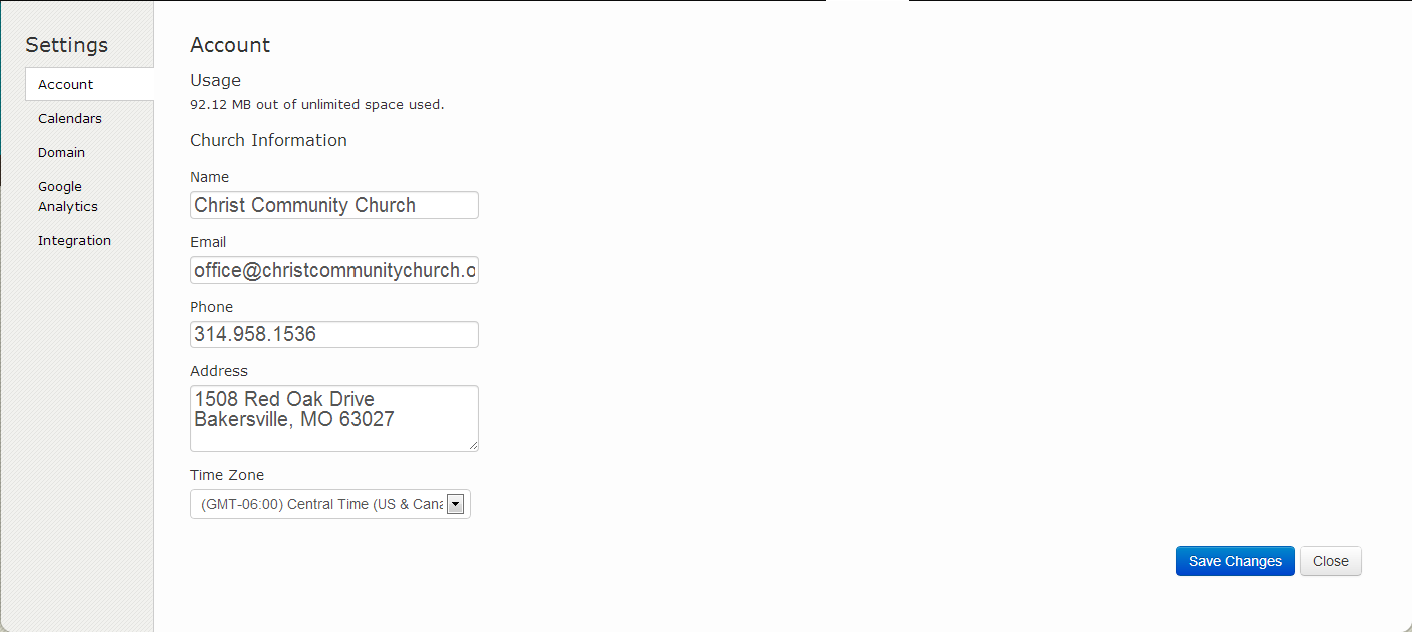 Settings
Account
Calendars
Domain
Google
Analytics
Integration
Account
Usage
92.12 MB out of unlimited space used.
Church Information
Name
Christ Community Church
Email
office@christcommunitychurch.o
Phone
314.958.1536
Address
1508 Red Oak Drive
Bakersville, MO 63027
Time Zone
(GMT-06:00) Central Time (US & Cana
Save Changes
Close